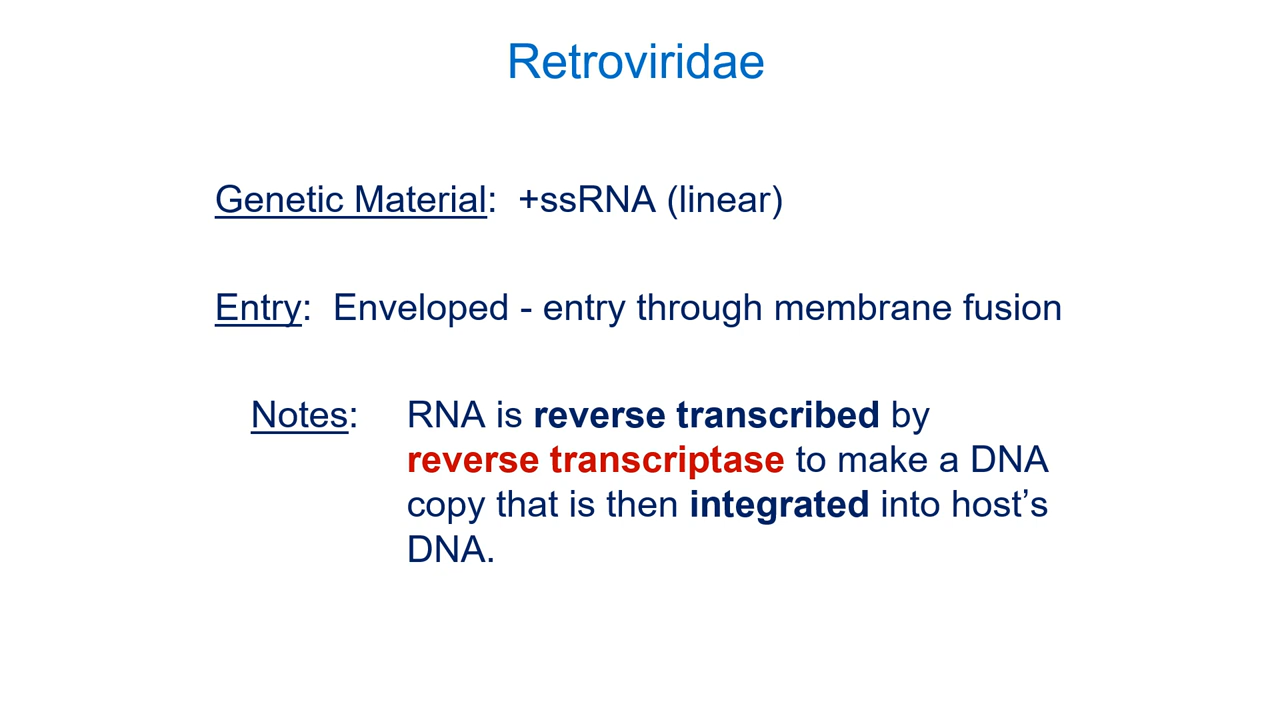 Retroviridae
Genetic Material: +ssRNA (linear)
Entry: Enveloped - entry through membrane fusion
Notes: RNA is reverse transcribed by
reverse transcriptase to make a DNA
copy that is then integrated into host’s
DNA.